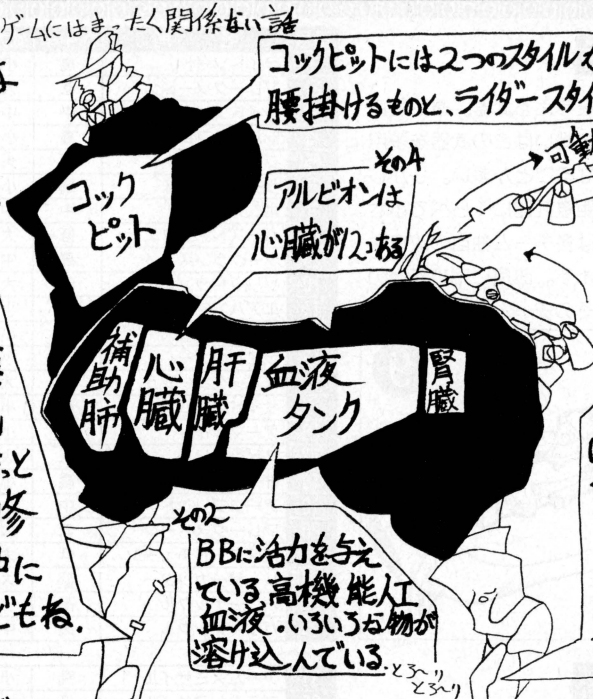 ゲームにはまったく関係ない話
コックピットには2つのスタイルが
腰掛けるものと、ライダースタイ
その4
アルビオンは
心臓が12コある
可動
コック
ピット
補助肺
心臓
肝臓
血液
タンク
腎臓
その2
BBに活力を与え
ている高機能人工
血液。いろいろな物が
溶け込んでいる。
とろ〜り
とろ〜り
っと
修
中に
どもね。